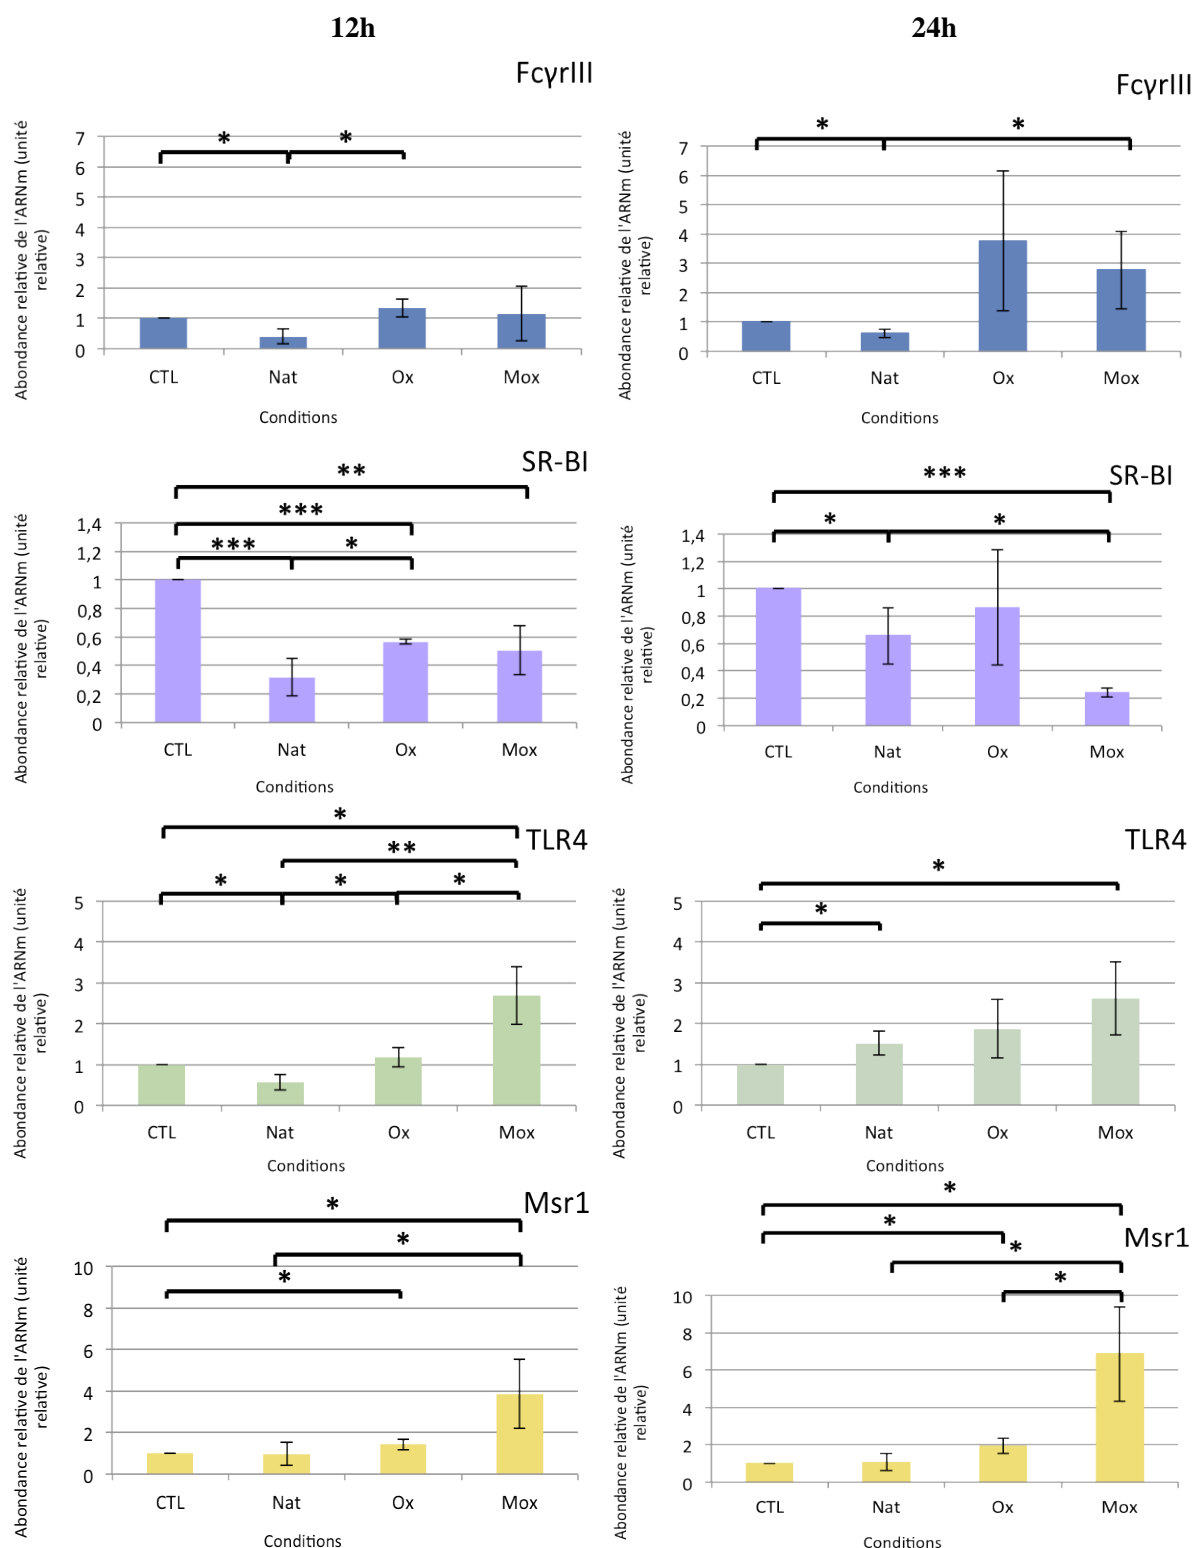 12h
24h
FcγrIII
Abondance relative de l'ARNm (unité
relative)
7
6
5
4
3
2
1
0
* *
CTL Nat Ox Mox
Conditions
FcγrIII
Abondance relative de l'ARNm (unité
relative)
7
6
5
4
3
2
1
0
* *
CTL Nat Ox Mox
Conditions
SR-BI
Abondance relative de l'ARNm (unité
relative)
**
***
*** *
1,4
1,2
1
0,8
0,6
0,4
0,2
0
CTL Nat Ox Mox
Conditions
SR-BI
Abondance relative de l'ARNm (unité
relative)
***
* *
1,4
1,2
1
0,8
0,6
0,4
0,2
0
CTL Nat Ox Mox
Conditions
TLR4
Abondance relative de l'ARNm (unité
relative)
*
**
* * *
5
4
3
2
1
0
CTL Nat Ox Mox
Conditions
TLR4
Abondance relative de l'ARNm (unité
relative)
*
*
5
4
3
2
1
0
CTL Nat Ox Mox
Conditions
Msr1
Abondance relative de l'ARNm (unité
relative)
*
*
*
10
8
6
4
2
0
CTL Nat Ox Mox
Conditions
Msr1
Abondance relative de l'ARNm (unité
relative)
*
*
*
*
10
8
6
4
2
0
CTL Nat Ox Mox
Conditions